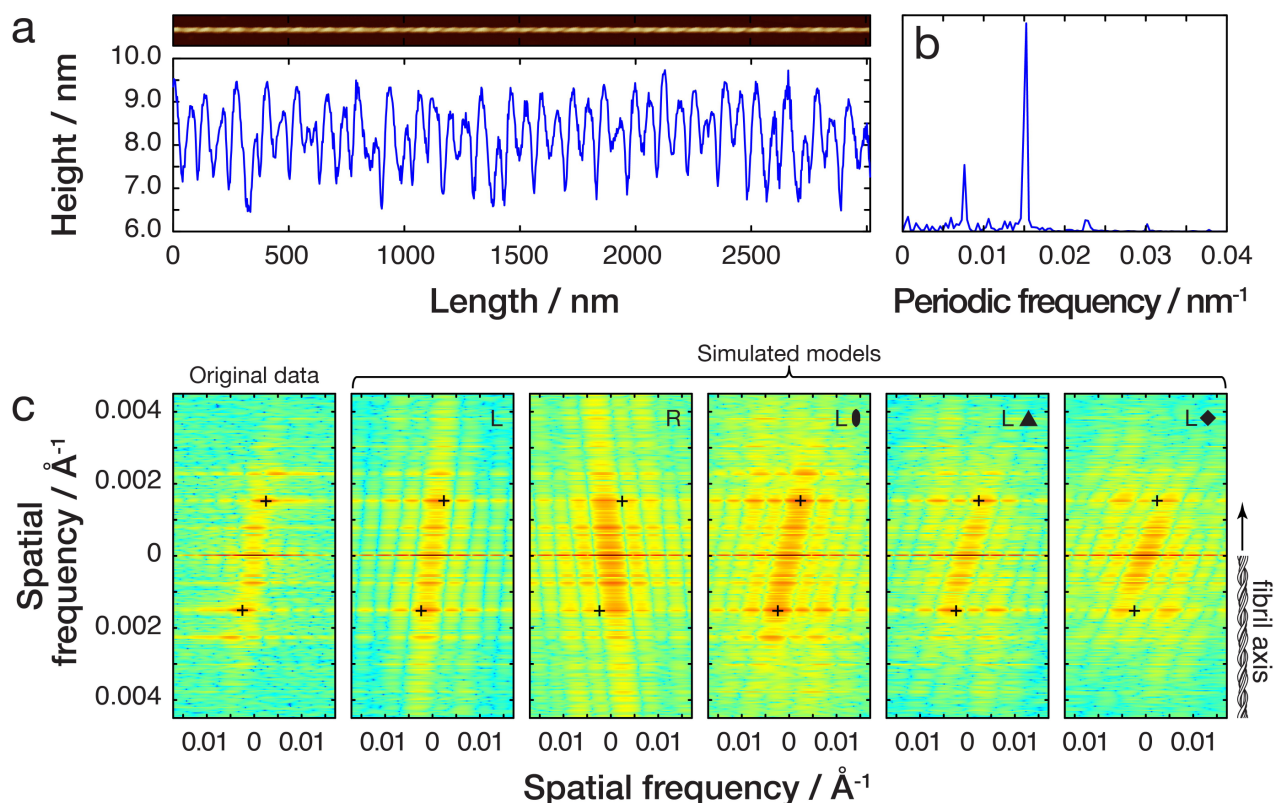 a
Height / nm
10.0
9.0
8.0
7.0
6.0
0 500 1000 1500 2000 2500
Length / nm
b
0 0.01 0.02 0.03 0.04
Periodic frequency / nm-1
c
Simulated models
Original data
L
R
L
L
L
Spatial
frequency / Å-1
0.004
0.002
0
0.002
0.004
0.01 0 0.01
0.01 0 0.01
0.01 0 0.01
0.01 0 0.01
0.01 0 0.01
0.01 0 0.01
Spatial frequency / Å-1
fibril axis